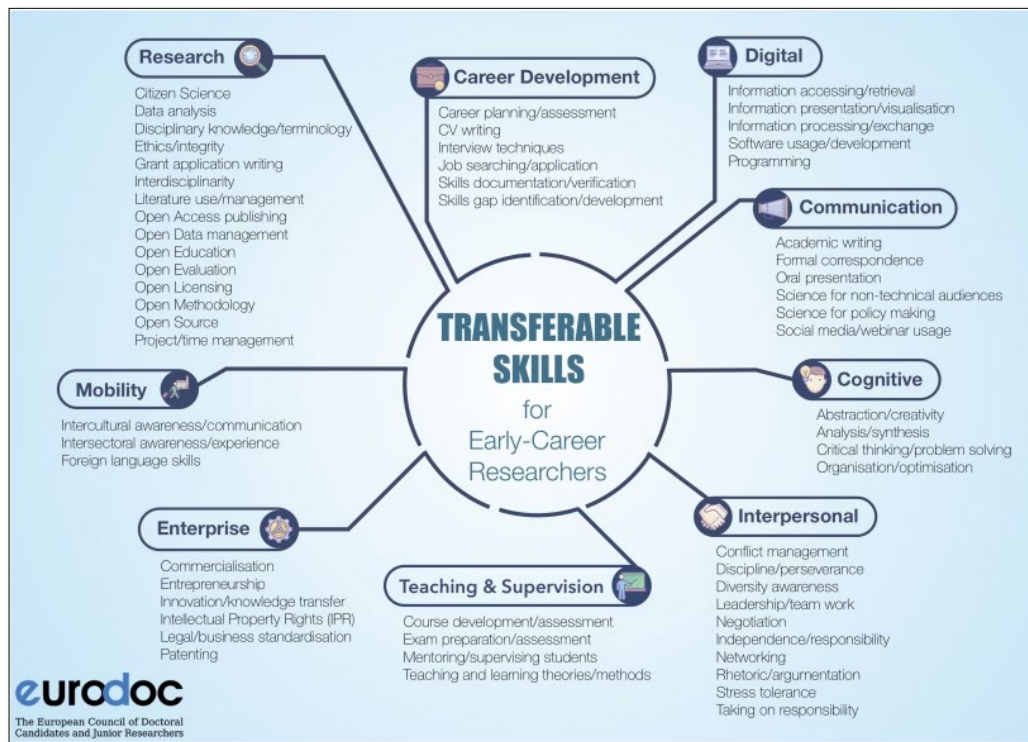 Research
Citizen Science
Data analysis
Disciplinary knowledge/terminology
Ethics/integrity
Grant application writing
Interdisciplinarity
Literature use/management
Open Access publishing
Open Data management
Open Education
Open Evaluation
Open Licensing
Open Methodology
Open Source
Project/time management
Career Development
Career planning/assessment
CV writing
Interview techniques
Job searching/application
Skills documentation/verification
Skills gap identification/development
Digital
Information accessing/retrieval
Information presentation/visualisation
Information processing/exchange
Software usage/development
Programming
Communication
Academic writing
Formal correspondence
Oral presentation
Science for non-technical audiences
Science for policy making
Social media/webinar usage
TRANSFERABLE
SKILLS
for
Early-Career
Researchers
Mobility
Intercultural awareness/communication
Intersectoral awareness/experience
Foreign language skills
Cognitive
Abstraction/creativity
Analysis/synthesis
Critical thinking/problem solving
Organisation/optimisation
Enterprise
Commercialisation
Entrepreneurship
Innovation/knowledge transfer
Intellectual Property Rights (IPR)
Legal/business standardisation
Patenting
Teaching & Supervision
Course development/assessment
Exam preparation/assessment
Mentoring/supervising students
Teaching and learning theories/methods
Interpersonal
Conflict management
Discipline/perseverance
Diversity awareness
Leadership/team work
Negotiation
Independence/responsibility
Networking
Rhetoric/argumentation
Stress tolerance
Taking on responsibility
eurodoc
The European Council of Doctoral
Candidates and Junior Researchers